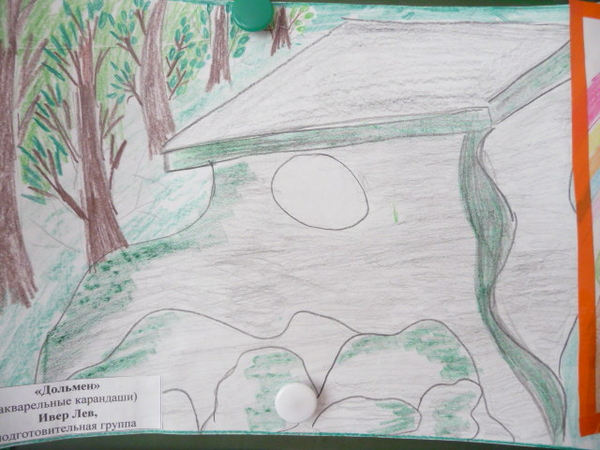 «Дольмен»
акварельные карандаши)
Ивер Лев,
подготовительная группа